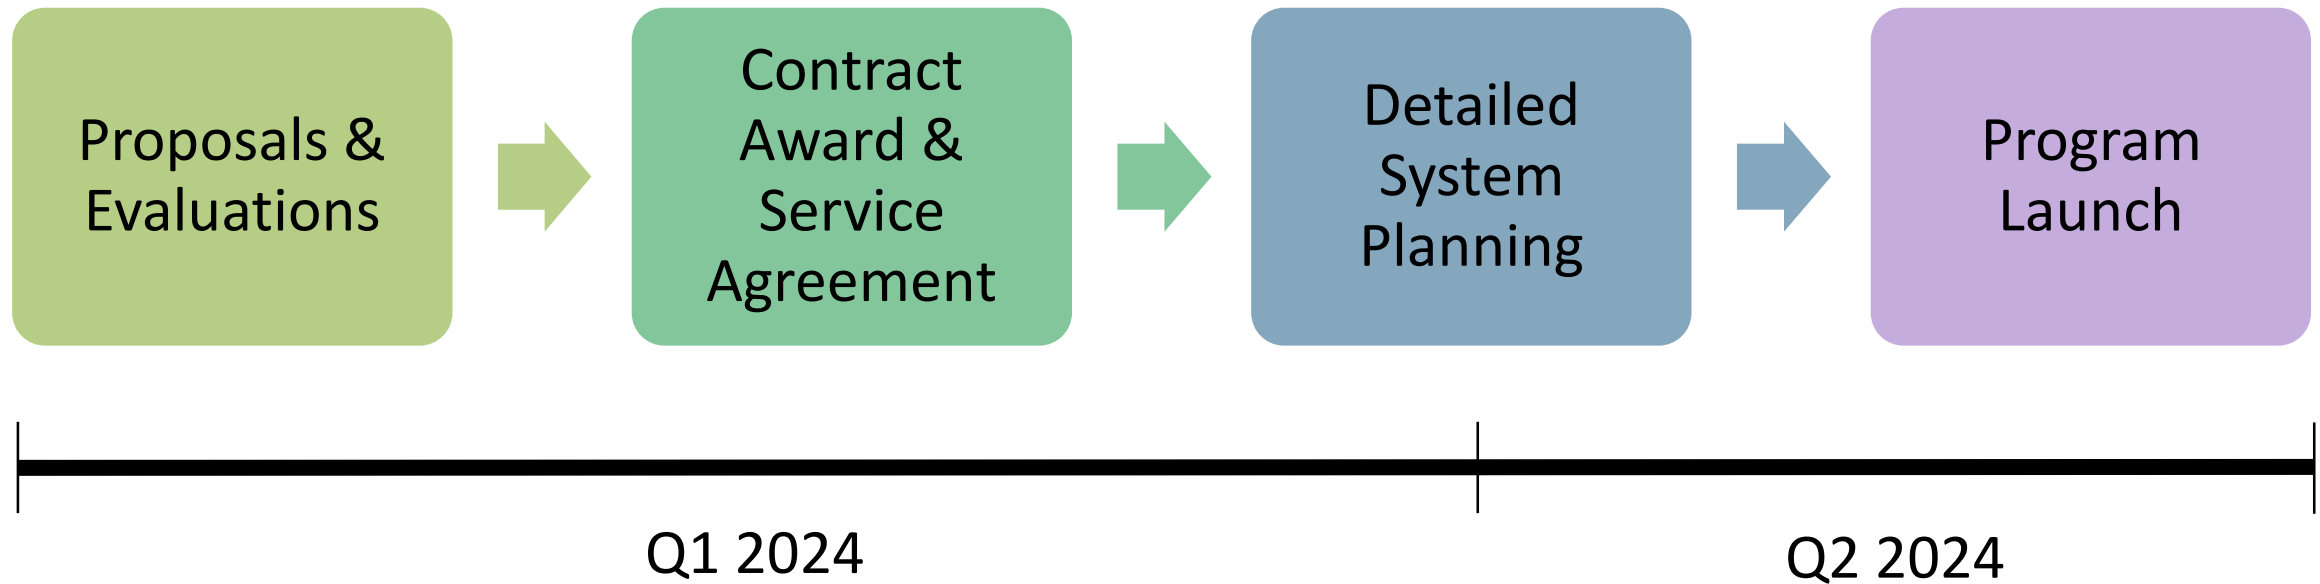 Proposals &
Evaluations
Contract
Award &
Service
Agreement
Detailed
System
Planning
Program
Launch
Q1 2024
Q2 2024